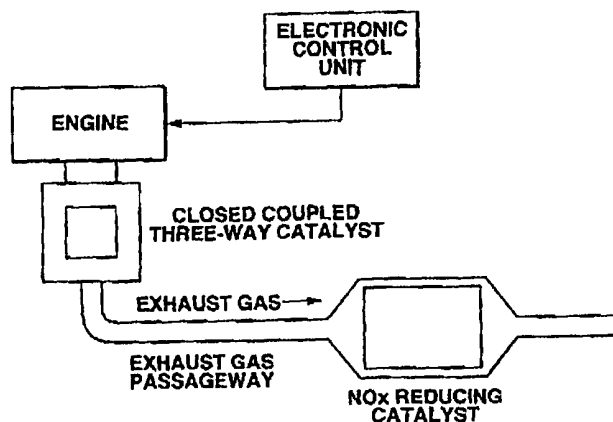 ELECTRONIC
CONTROL
UNIT
ENGINE
CLOSED COUPLED
THREE-WAY CATALYST
EXHAUST GAS
EXHAUST GAS
PASSAGEWAY
NOx REDUCING
CATALYST